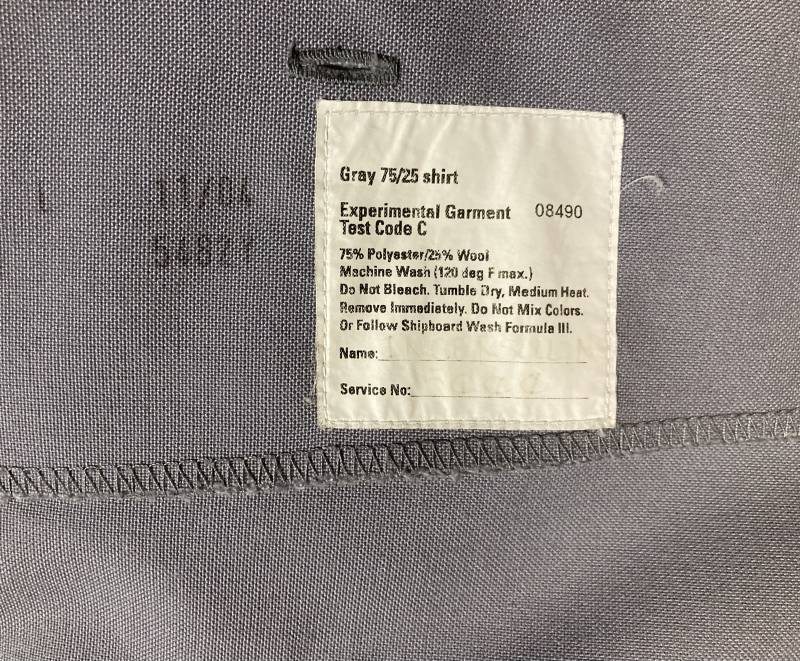 Gray 75/25 shirt
Experimental Garment 08490
Test Code C
75% Polyester/25% Wool
Machine Wash (120 deg F max.)
Do Not Bleach. Tumble Dry, Medium Heat.
Remove Immediately. Do Not Mix Colors.
Or Follow Shipboard Wash Formula III.
Name:
Service No:
L 11/04